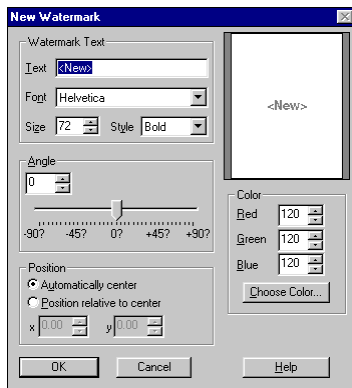 New Watermark
Watermark Text
Text <New>
Font Helvetica
Size 72 Style Bold
<New>
Angle
0
-90? -45? 0? +45? +90?
Color
Red 120
Green 120
Blue 120
Choose Color...
Position
Automatically center
Position relative to center
x 0.00 y 0.00
OK Cancel Help